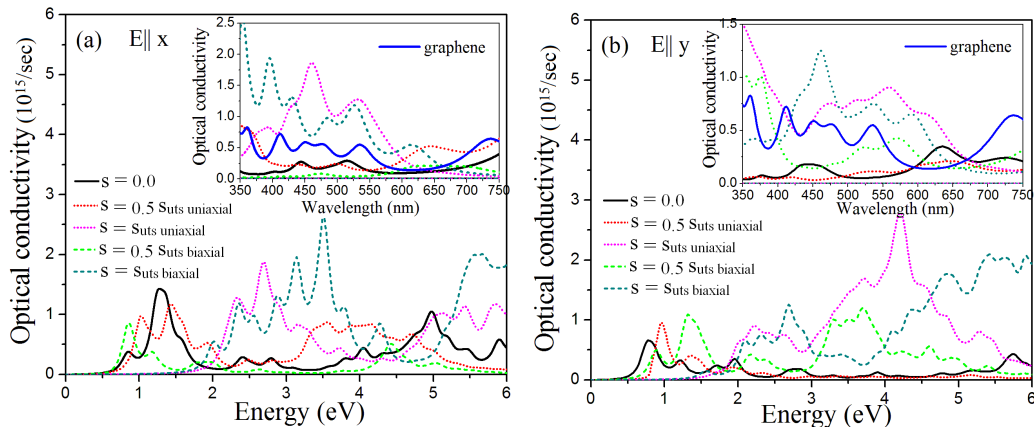 (a) E|| x
Optical conductivity (10^15/sec)
6
5
4
3
2
1
0
0 1 2 3 4 5 6
Energy (eV)
s = 0.0
s = 0.5 suts uniaxial
s = suts uniaxial
s = 0.5 suts biaxial
s = suts biaxial
Optical conductivity
2.5
2.0
1.5
1.0
0.5
0.0
350 400 450 500 550 600 650 700 750
Wavelength (nm)
graphene
(b) E|| y
Optical conductivity (10^15/sec)
6
5
4
3
2
1
0
0 1 2 3 4 5 6
Energy (eV)
s = 0.0
s = 0.5 suts uniaxial
s = suts uniaxial
s = 0.5 suts biaxial
s = suts biaxial
Optical conductivity
1.5
1.0
0.5
0.0
350 400 450 500 550 600 650 700 750
Wavelength (nm)
graphene